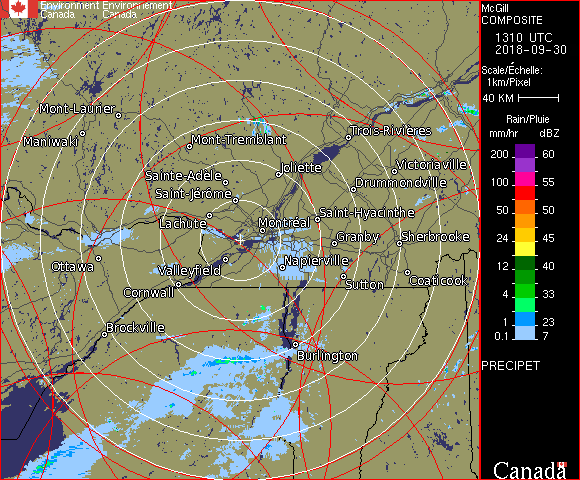 Environment Environnement
Canada Canada
McGill
COMPOSITE
1310 UTC
2018-09-30
Scale/Échelle:
1km/Pixel
40 KM
Rain/Pluie
mm/hr dBZ
200 60
150 57
100 55
50 50
24 45
12 40
4 33
1 23
0.1 7
PRECIPET
Canada
Mont-Laurier
Maniwaki
Mont-Tremblant
Trois-Rivières
Joliette
Victoriaville
Sainte-Adèle
Drummondville
Saint-Jérôme
Saint-Hyacinthe
Lachute
Montréal
Granby
Sherbrooke
Ottawa
Valleyfield
Napierville
Coaticook
Cornwall
Sutton
Brockville
Burlington